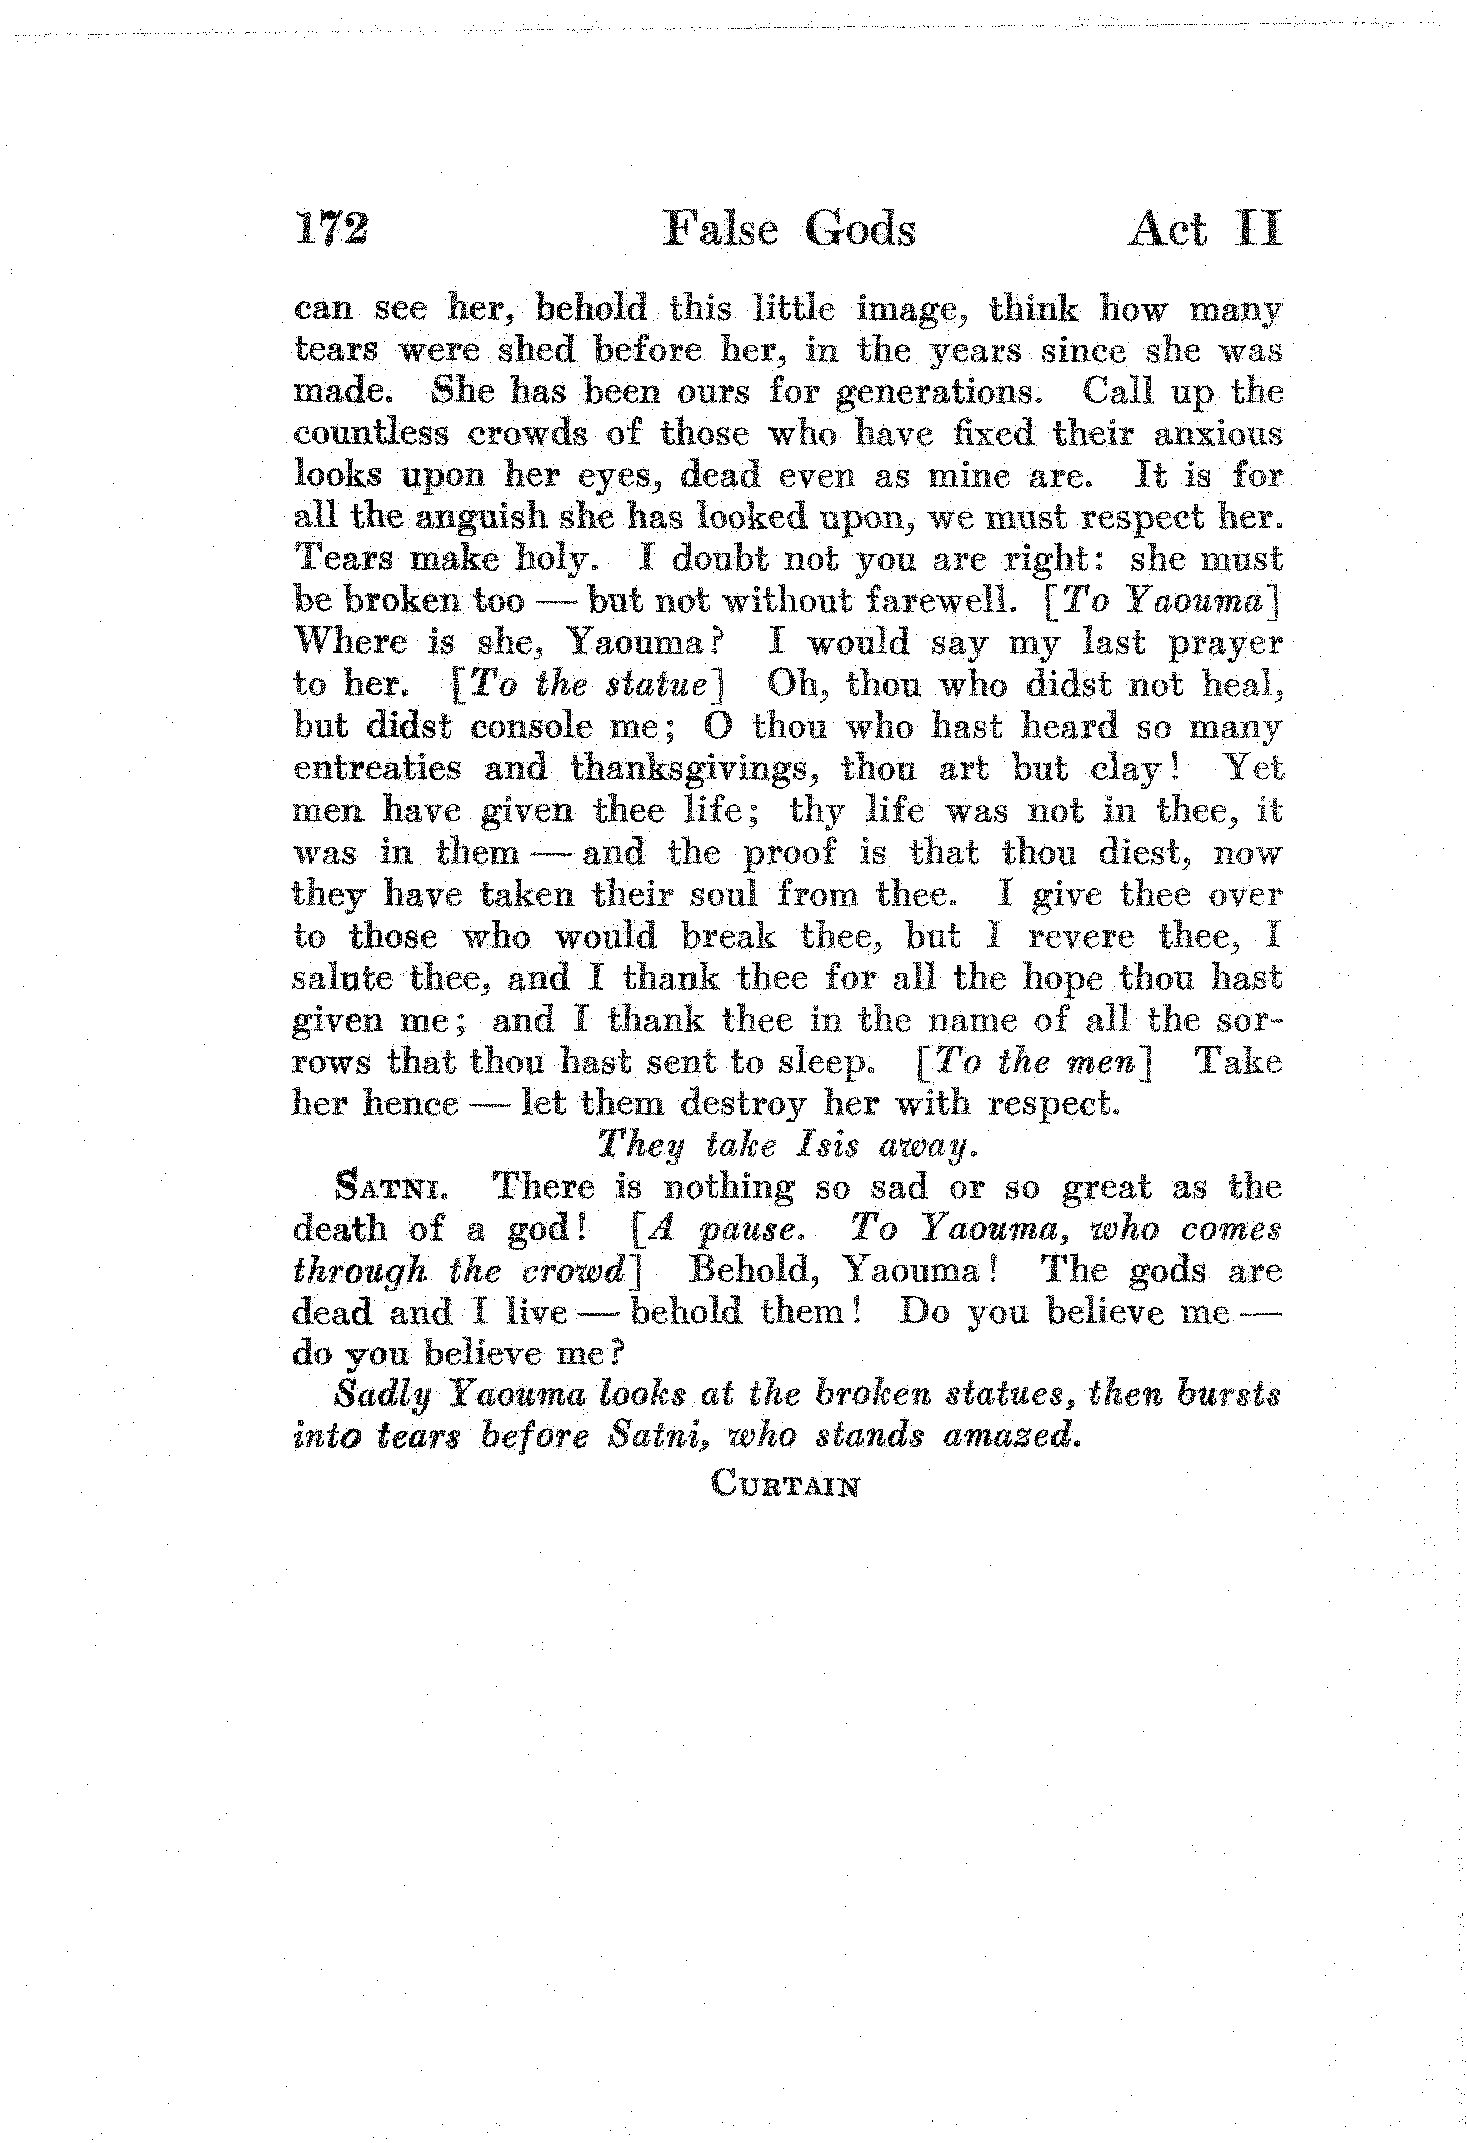 172 False Gods Act II
can see her, behold this little image, think how many
tears were shed before her, in the years since she was
made. She has been ours for generations. Call up the
countless crowds of those who have fixed their anxious
looks upon her eyes, dead even as mine are. It is for
all the anguish she has looked upon, we must respect her.
Tears make holy. I doubt not you are right: she must
be broken too — but not without farewell. [To Yaouma]
Where is she, Yaouma? I would say my last prayer
to her. [To the statue] Oh, thou who didst not heal,
but didst console me; O thou who hast heard so many
entreaties and thanksgivings, thou art but clay! Yet
men have given thee life; thy life was not in thee, it
was in them — and the proof is that thou diest, now
they have taken their soul from thee. I give thee over
to those who would break thee, but I revere thee, I
salute thee, and I thank thee for all the hope thou hast
given me; and I thank thee in the name of all the sor-
rows that thou hast sent to sleep. [To the men] Take
her hence — let them destroy her with respect.
They take Isis away.
SATNI. There is nothing so sad or so great as the
death of a god! [A pause. To Yaouma, who comes
through the crowd] Behold, Yaouma! The gods are
dead and I live — behold them! Do you believe me —
do you believe me?
Sadly Yaouma looks at the broken statues, then bursts
into tears before Satni, who stands amazed.
CURTAIN